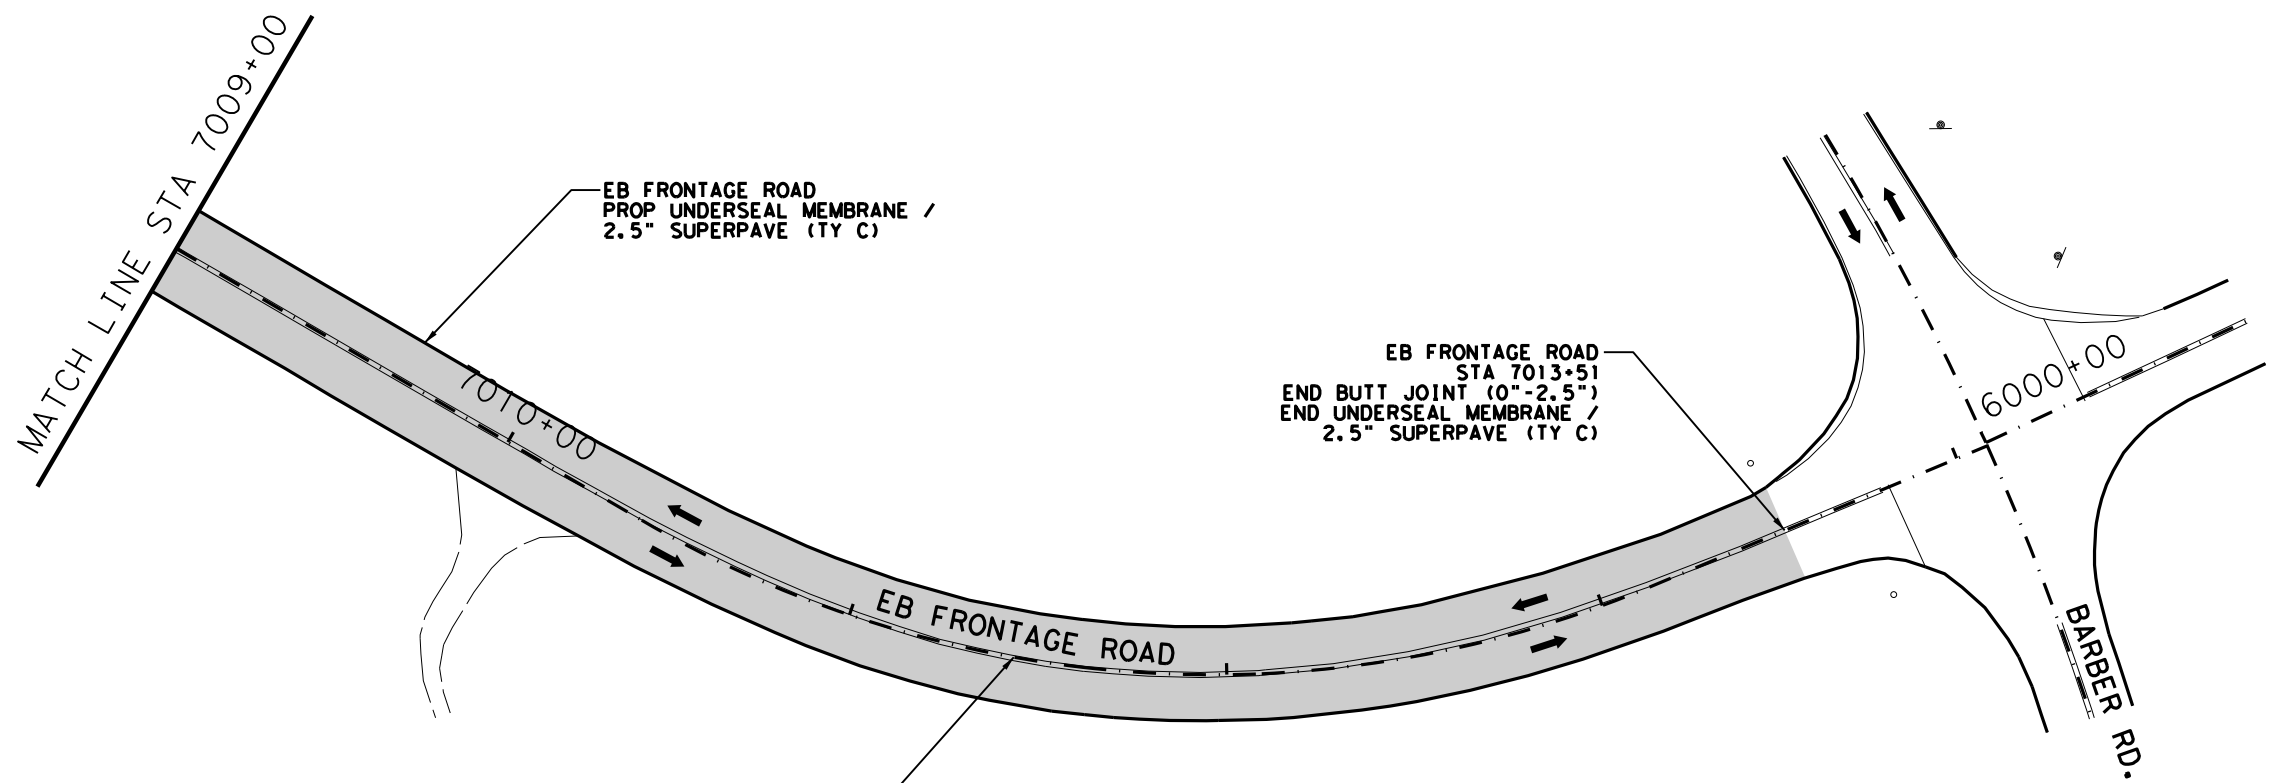 MATCH LINE STA 7009+00
EB FRONTAGE ROAD
PROP UNDERSEAL MEMBRANE /
2.5" SUPERPAVE (TY C)
7010+00
EB FRONTAGE ROAD
STA 7013+51
END BUTT JOINT (0"-2.5")
END UNDERSEAL MEMBRANE /
2.5" SUPERPAVE (TY C)
6000+00
EB FRONTAGE ROAD
BARBER RD.